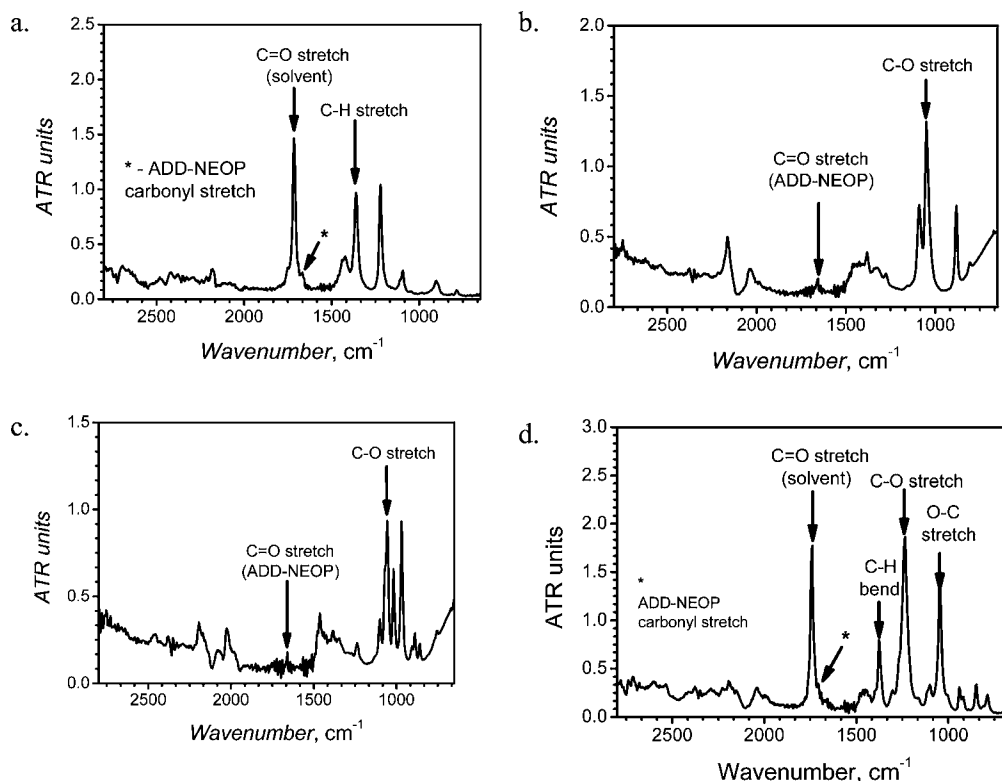 a.
2.5
2.0
1.5
1.0
0.5
0.0
ATR units
C=O stretch
(solvent)
C-H stretch
* - ADD-NEOP
carbonyl stretch
*
2500 2000 1500 1000
Wavenumber, cm-1
b.
2.0
1.5
1.0
0.5
0.0
ATR units
C-O stretch
C=O stretch
(ADD-NEOP)
2500 2000 1500 1000
Wavenumber, cm-1
c.
1.5
1.0
0.5
0.0
ATR units
C-O stretch
C=O stretch
(ADD-NEOP)
2500 2000 1500 1000
Wavenumber, cm-1
d.
3.0
2.5
2.0
1.5
1.0
0.5
0.0
ATR units
C=O stretch
(solvent)
C-O stretch
O-C
stretch
C-H
bend
*
ADD-NEOP
carbonyl stretch
*
2500 2000 1500 1000
Wavenumber, cm-1